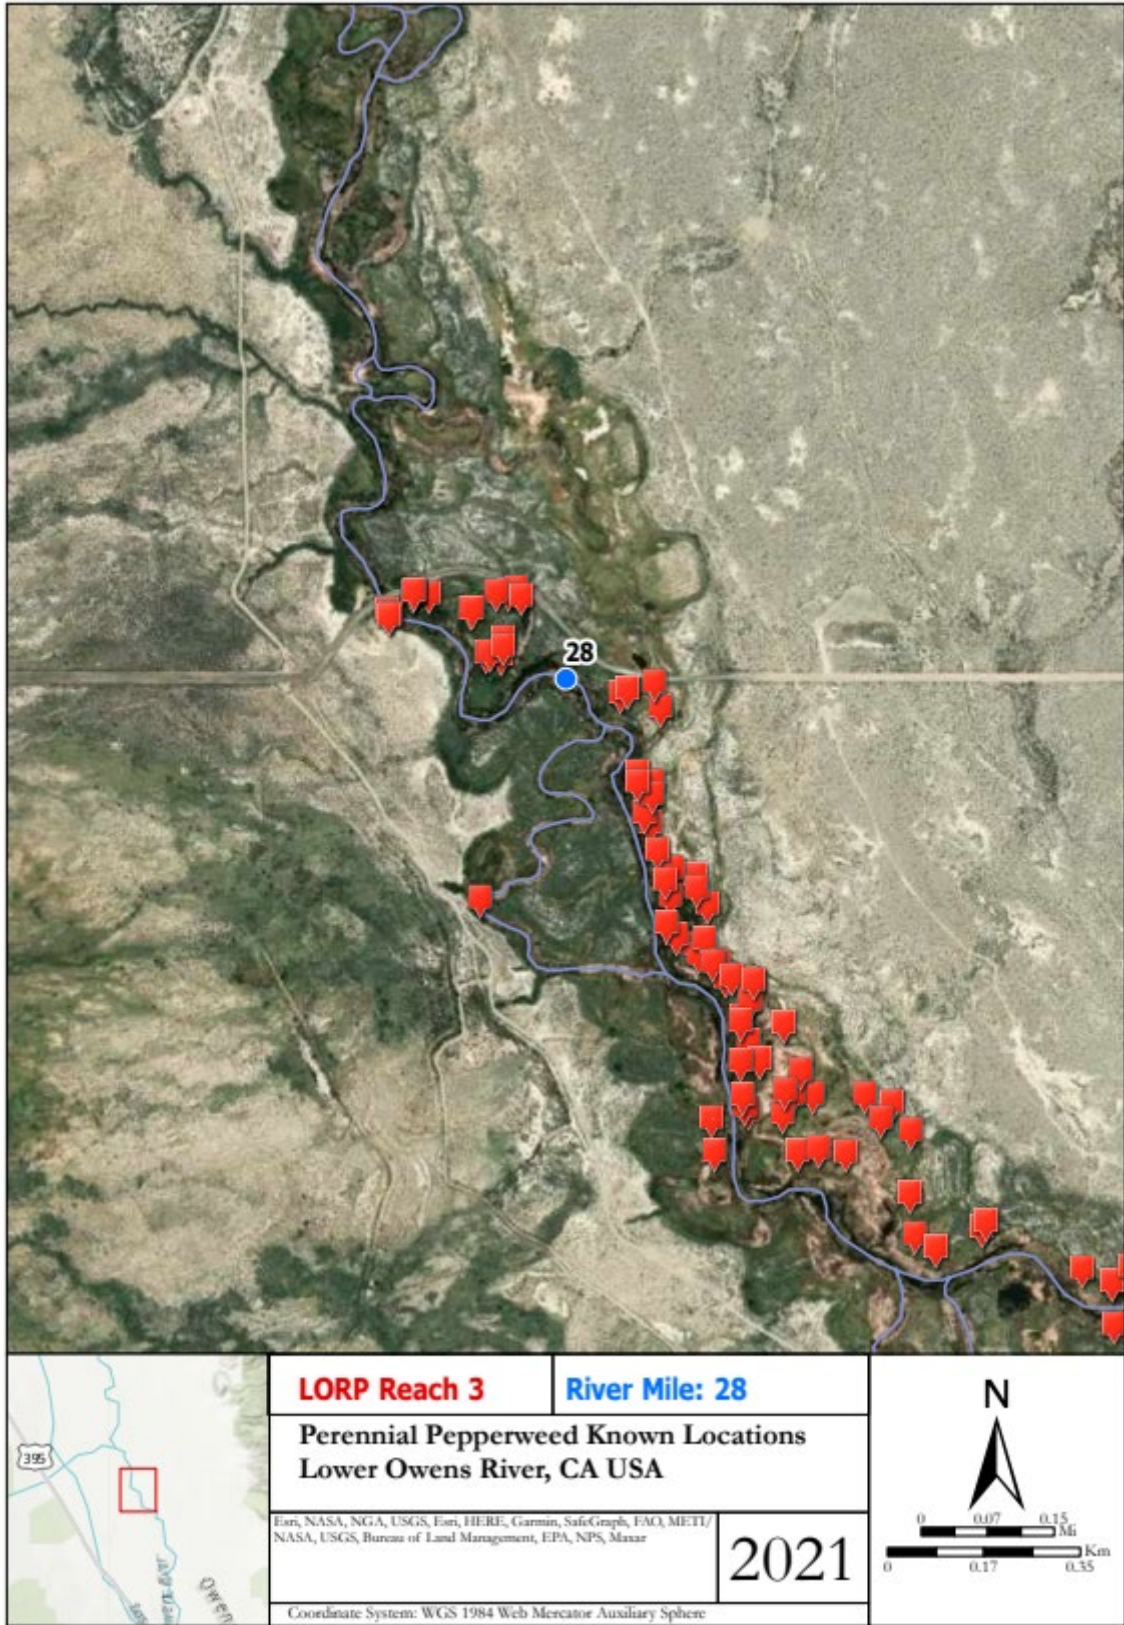 28
LORP Reach 3
River Mile: 28
Perennial Pepperweed Known Locations
Lower Owens River, CA USA
Esri, NASA, NGA, USGS, Esri, HERE, Garmin, SafeGraph, FAO, METI/
NASA, USGS, Bureau of Land Management, EPA, NPS, Maxar
2021
Coordinate System: WGS 1984 Web Mercator Auxiliary Sphere
395
Owen
N
0 0.07 0.15
Mi
Km
0 0.17 0.35